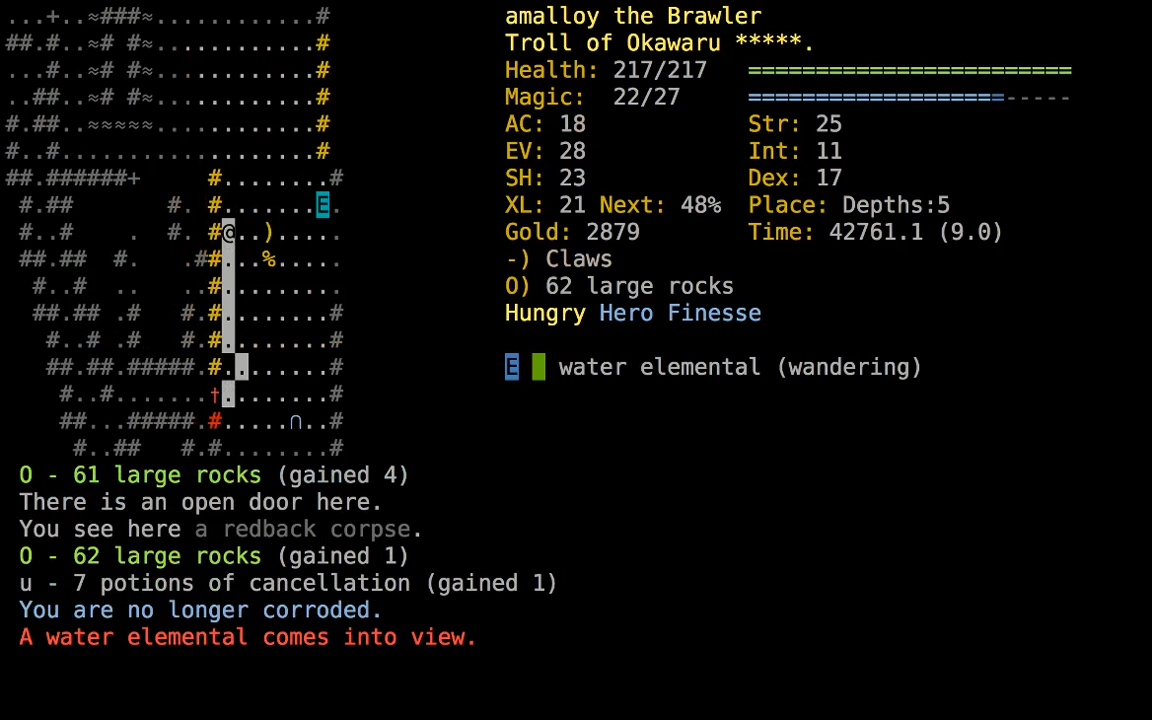 ...+..≈###≈............# amalloy the Brawler
##.#..≈# #≈............# Troll of Okawaru *****.
...#..≈# #≈............# Health: 217/217 ========================
..##..≈# #≈............# Magic: 22/27 ===================-----
#.##..≈≈≈≈≈............# AC: 18 Str: 25
#..#...................# EV: 28 Int: 11
##.######+ #........# SH: 23 Dex: 17
#.## #. #.......E. XL: 21 Next: 48% Place: Depths:5
#..# . #. #@..)..... Gold: 2879 Time: 42761.1 (9.0)
##.## #. .##...%..... -) Claws
#..# .. ..#......... O) 62 large rocks
##.## .# #.#........# Hungry Hero Finesse
#..# .# #.#........#
##.##.#####.#........# E water elemental (wandering)
#..#.......†........#
##...#####.#.....∩..#
#..## #.#........#
O - 61 large rocks (gained 4)
There is an open door here.
You see here a redback corpse.
O - 62 large rocks (gained 1)
u - 7 potions of cancellation (gained 1)
You are no longer corroded.
A water elemental comes into view.